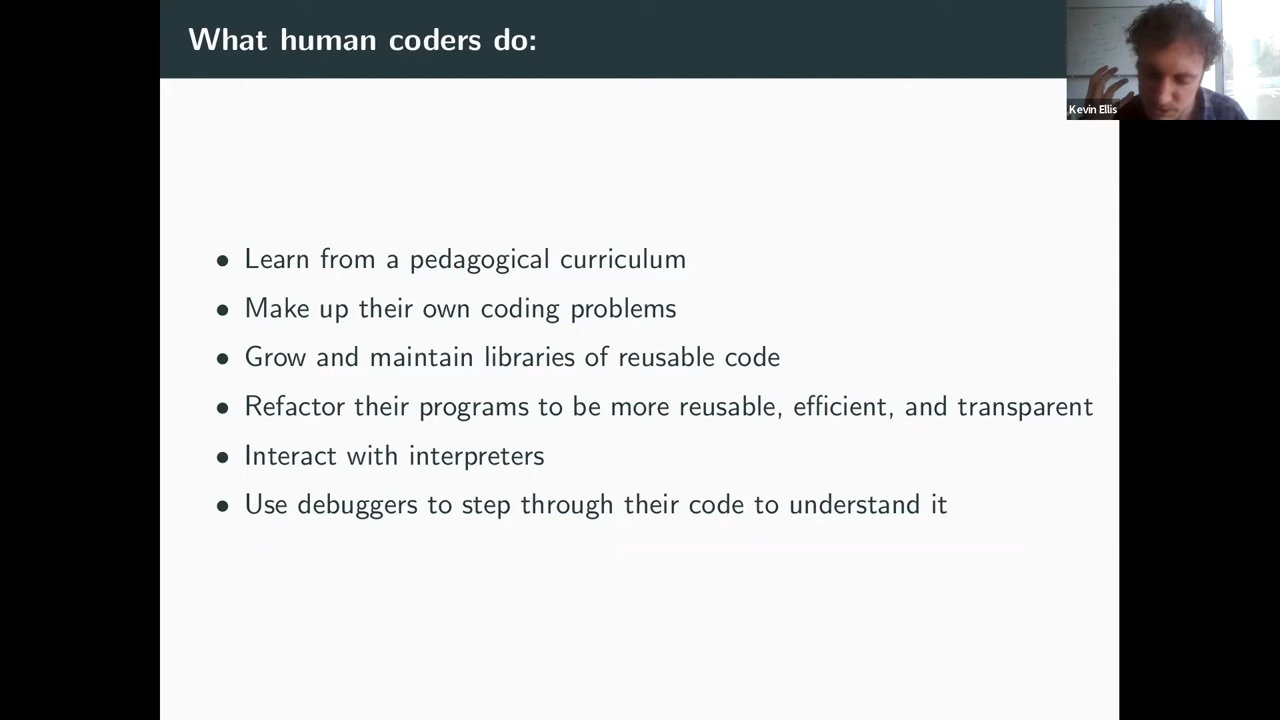 What human coders do:
Kevin Ellis
• Learn from a pedagogical curriculum
• Make up their own coding problems
• Grow and maintain libraries of reusable code
• Refactor their programs to be more reusable, efficient, and transparent
• Interact with interpreters
• Use debuggers to step through their code to understand it